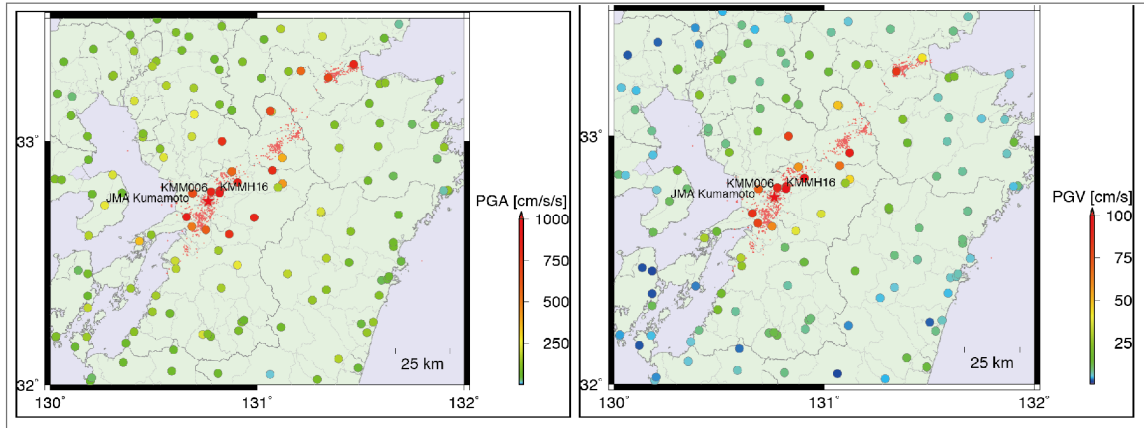 33°
KMM006
KMMH16
JMA Kumamoto
PGA [cm/s/s]
1000
750
500
250
25 km
32°
130°
131°
132°
33°
KMM006
KMMH16
JMA Kumamoto
PGV [cm/s]
100
75
50
25
25 km
32°
130°
131°
132°